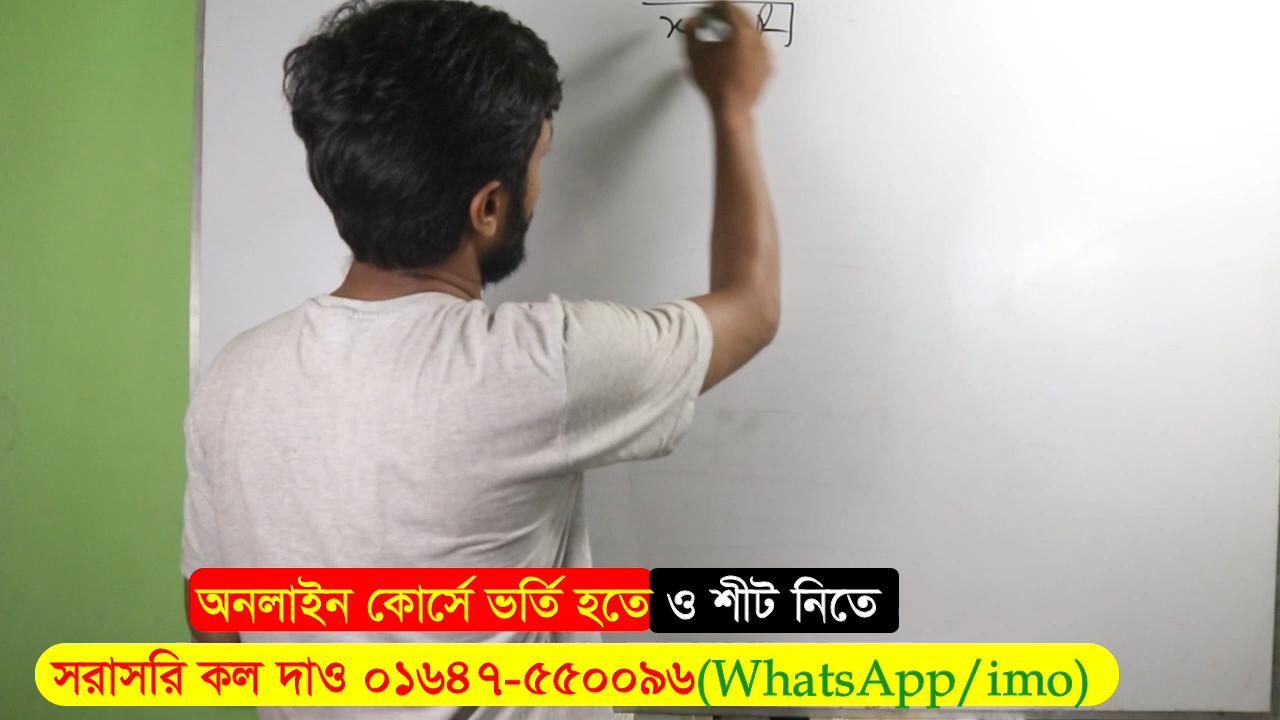 x R
অনলাইন কোর্সে ভর্তি হতে ও শীট নিতে
সরাসরি কল দাও ০১৬৪৭-৫৫০০৯৬(WhatsApp/imo)